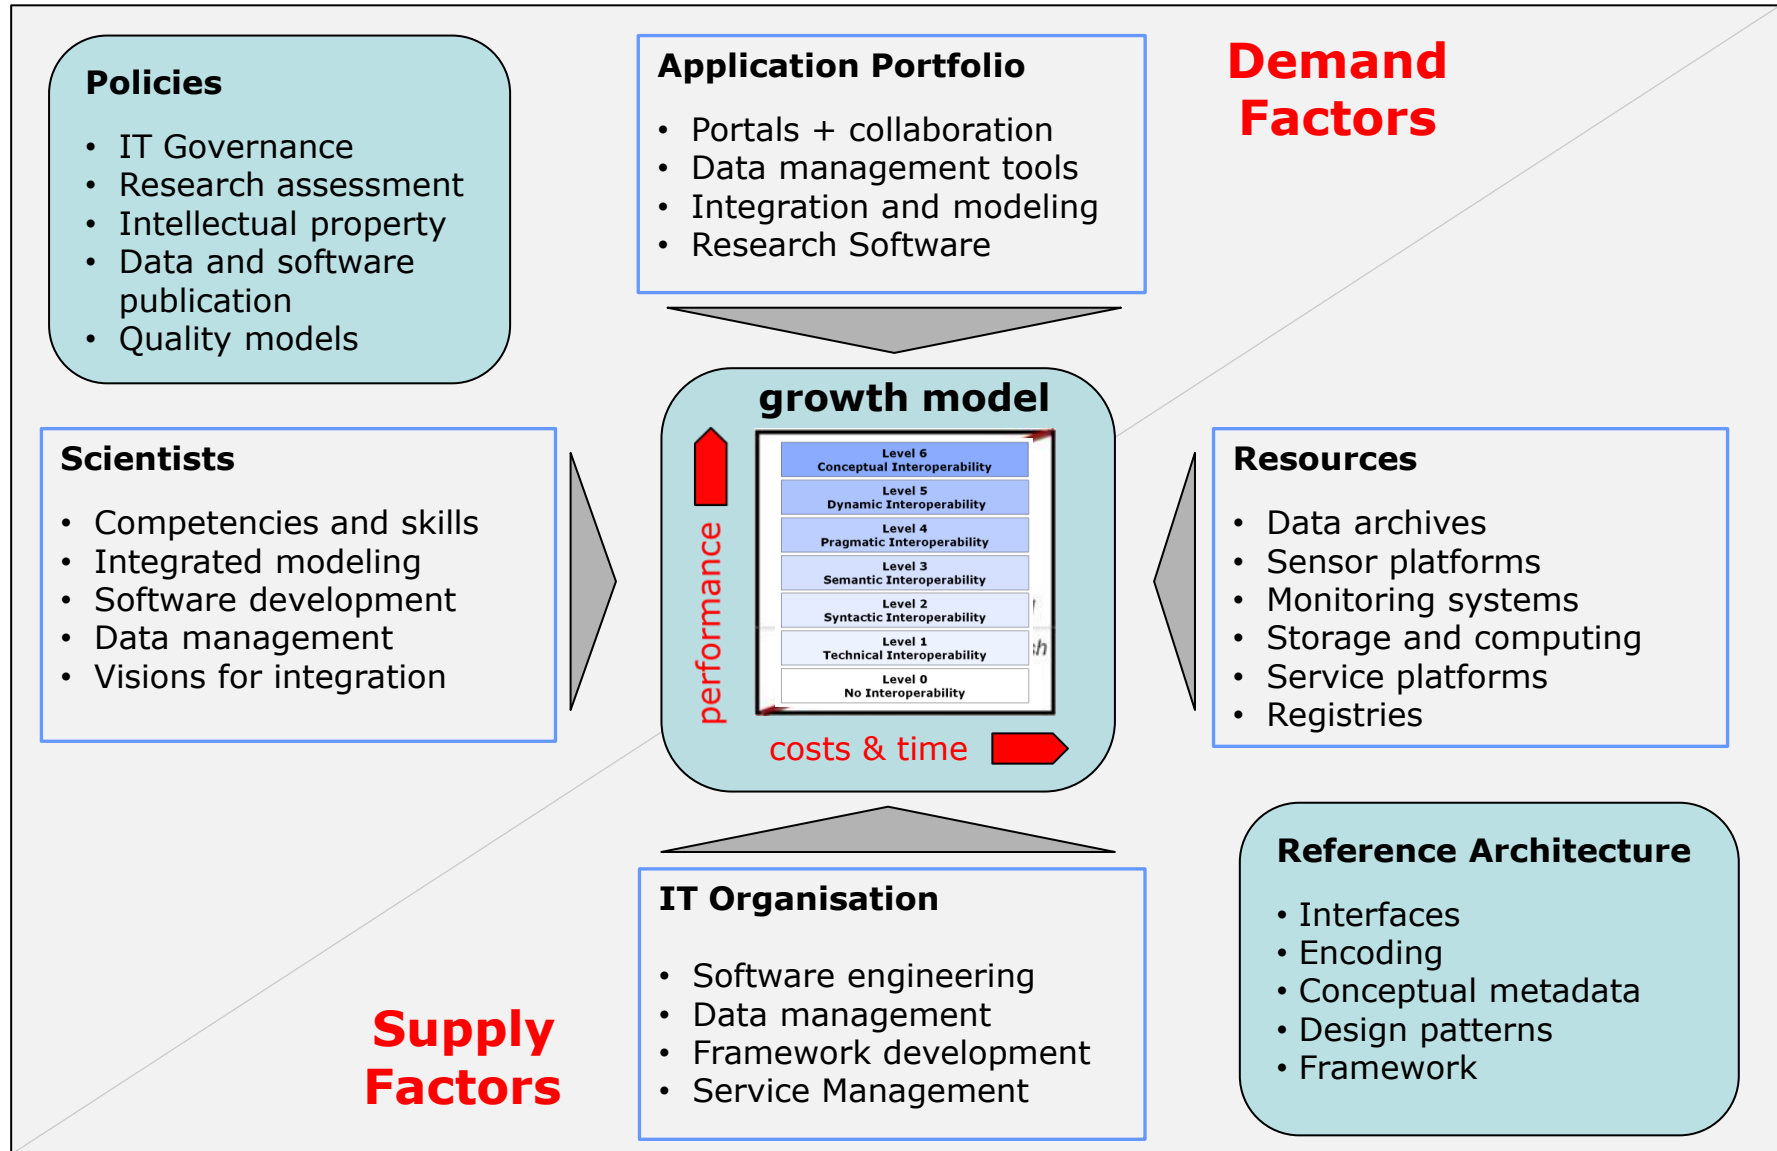 Policies
• IT Governance
• Research assessment
• Intellectual property
• Data and software
publication
• Quality models
Application Portfolio
• Portals + collaboration
• Data management tools
• Integration and modeling
• Research Software
Demand
Factors
Scientists
• Competencies and skills
• Integrated modeling
• Software development
• Data management
• Visions for integration
growth model
performance
Level 6
Conceptual Interoperability
Level 5
Dynamic Interoperability
Level 4
Pragmatic Interoperability
Level 3
Semantic Interoperability
Level 2
Syntactic Interoperability
Level 1
Technical Interoperability
Level 0
No Interoperability
costs & time
Resources
• Data archives
• Sensor platforms
• Monitoring systems
• Storage and computing
• Service platforms
• Registries
Supply
Factors
IT Organisation
• Software engineering
• Data management
• Framework development
• Service Management
Reference Architecture
• Interfaces
• Encoding
• Conceptual metadata
• Design patterns
• Framework